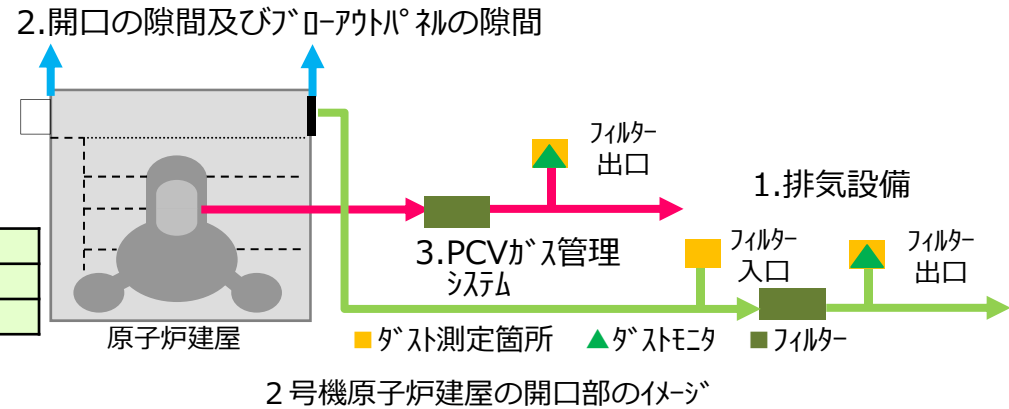 2.開口の隙間及びﾌﾞﾛｰｱｳﾄﾊﾟﾈﾙの隙間
ﾌｨﾙﾀｰ
出口
1.排気設備
3.PCVｶﾞｽ管理
ｼｽﾃﾑ
ﾌｨﾙﾀｰ
入口
ﾌｨﾙﾀｰ
出口
原子炉建屋
■ﾀﾞｽﾄ測定箇所 ▲ﾀﾞｽﾄﾓﾆﾀ ■ﾌｨﾙﾀｰ
２号機原子炉建屋の開口部のｲﾒｰｼﾞ